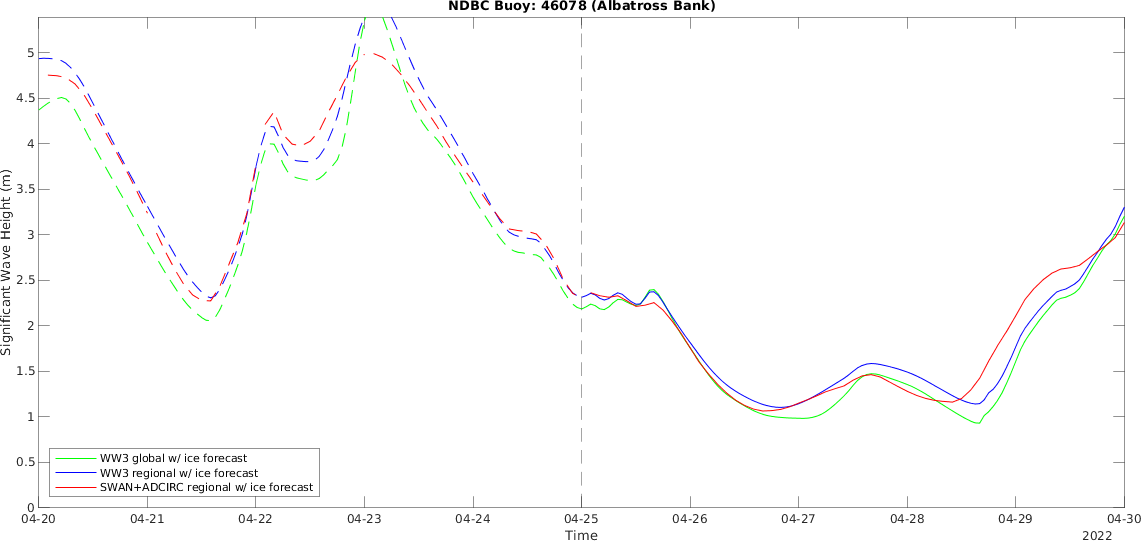 NDBC Buoy: 46078 (Albatross Bank)
Significant Wave Height (m)
5
4.5
4
3.5
3
2.5
2
1.5
1
0.5
0
WW3 global w/ ice forecast
WW3 regional w/ ice forecast
SWAN+ADCIRC regional w/ ice forecast
04-20 04-21 04-22 04-23 04-24 04-25 04-26 04-27 04-28 04-29 04-30
Time
2022